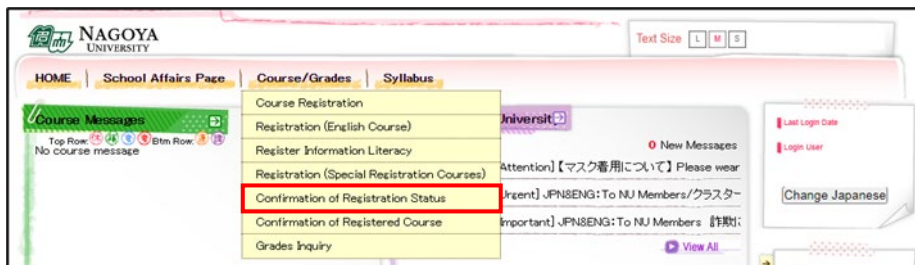 NAGOYA
UNIVERSITY
Text Size L M S
HOME School Affairs Page Course/Grades Syllabus
Course Registration
Registration (English Course)
Register Information Literacy
Registration (Special Registration Courses)
Confirmation of Registration Status
Confirmation of Registered Course
Grades Inquiry
Course Messages
Top Row: Btm Row:
No course message
Universit
0 New Messages
Attention]【マスク着用について】Please wear
Urgent] JPN&ENG:To NU Members/クラスター
mportant] JPN&ENG:To NU Members 詐欺に
View All
Last Login Date
Login User
Change Japanese